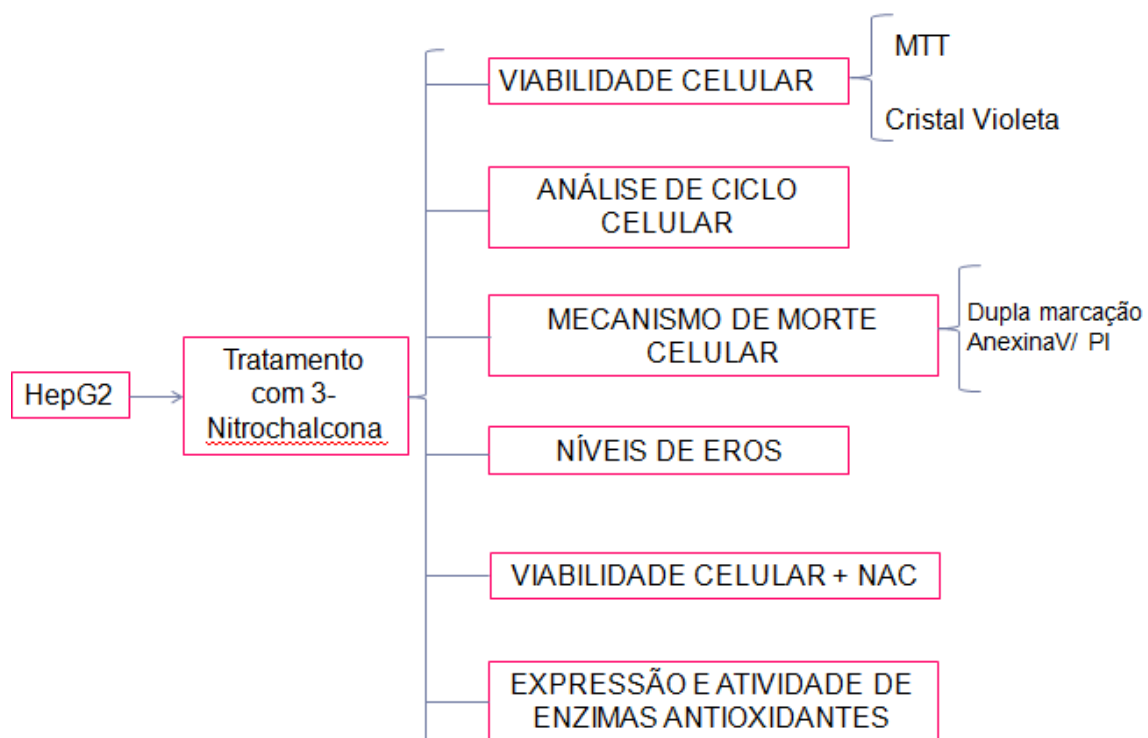 HepG2
Tratamento
com 3-
Nitrochalcona
VIABILIDADE CELULAR
MTT
Cristal Violeta
ANÁLISE DE CICLO
CELULAR
MECANISMO DE MORTE
CELULAR
Dupla marcação
AnexinaV/ PI
NÍVEIS DE EROS
VIABILIDADE CELULAR + NAC
EXPRESSÃO E ATIVIDADE DE
ENZIMAS ANTIOXIDANTES